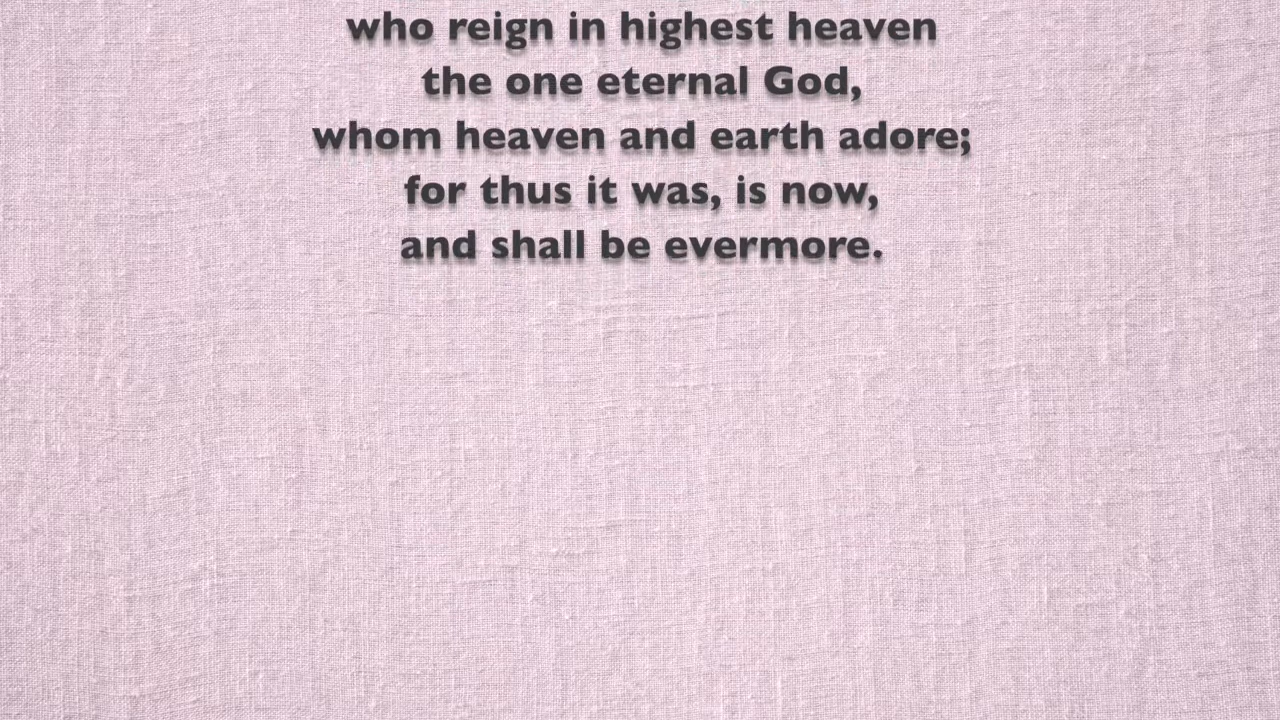 who reign in highest heaven
the one eternal God,
whom heaven and earth adore;
for thus it was, is now,
and shall be evermore.